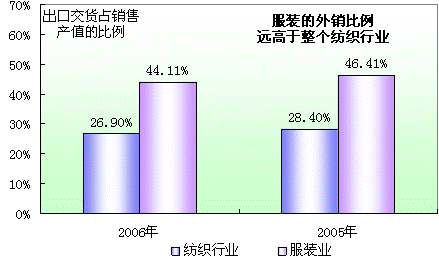 70%
60%
50%
40%
30%
20%
10%
0%
出口交货占销售
产值的比例
服装的外销比例
远高于整个纺织行业
26.90%
44.11%
28.40%
46.41%
2006年
2005年
纺织行业
服装业